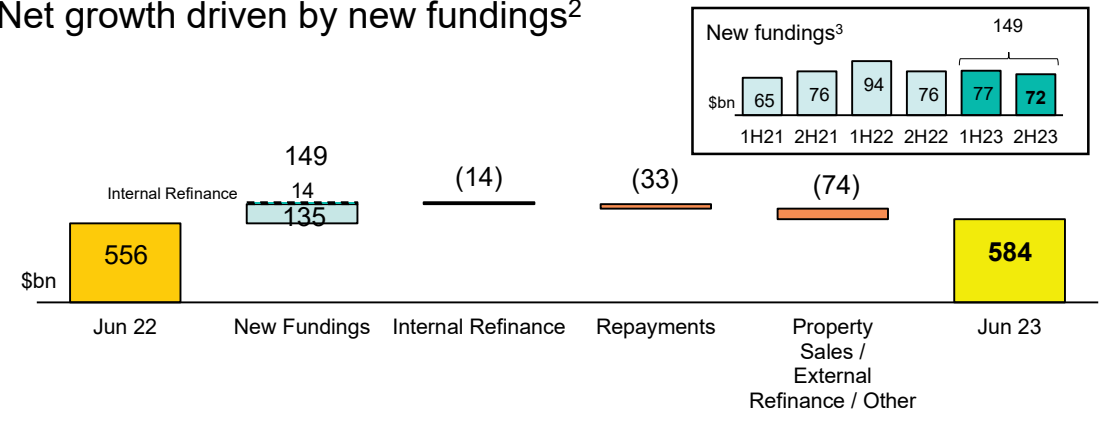 Net growth driven by new fundings2
New fundings3
149
$bn
65
76
94
76
77
72
1H21 2H21 1H22 2H22 1H23 2H23
149
Internal Refinance
14
135
(14)
(33)
(74)
556
584
$bn
Jun 22
New Fundings
Internal Refinance
Repayments
Property
Sales /
External
Refinance / Other
Jun 23